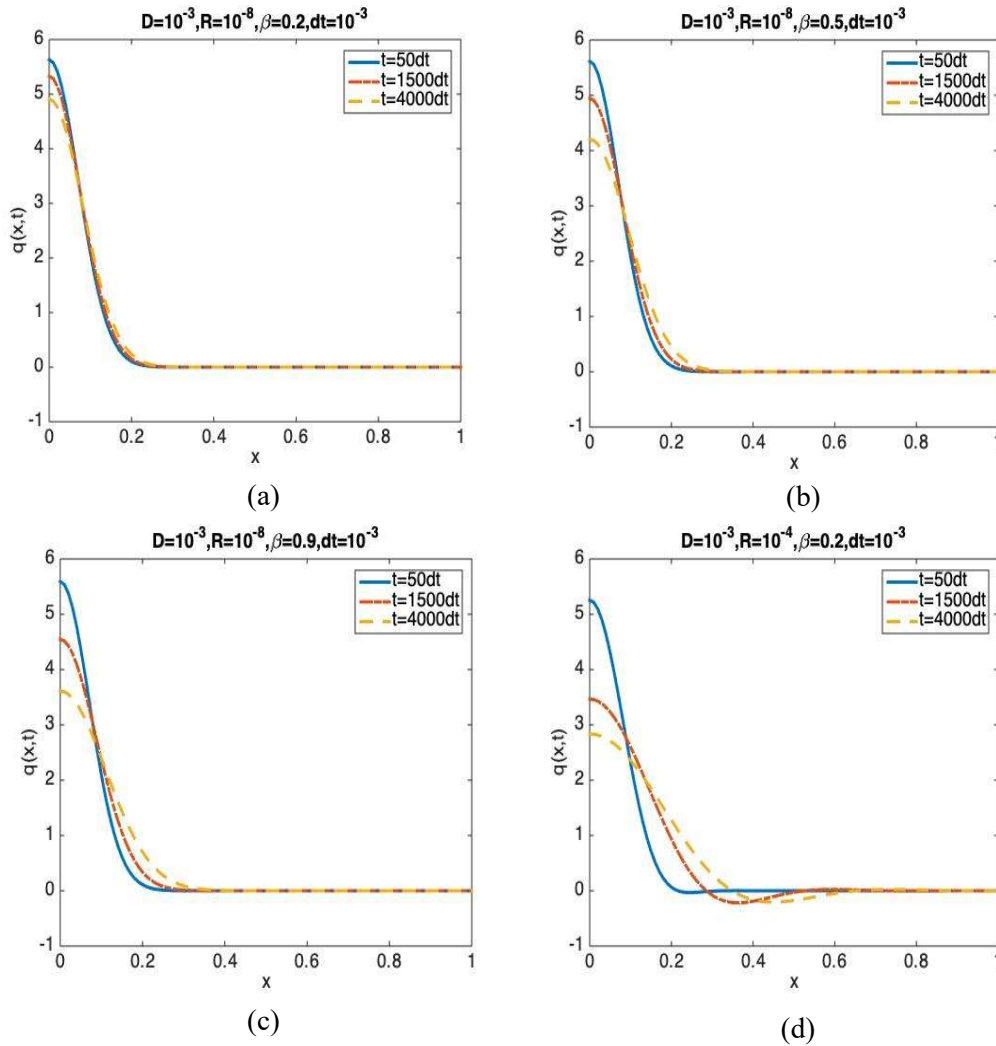 D=10⁻³,R=10⁻⁸,β=0.2,dt=10⁻³
6
5
4
3
2
1
0
-1
q(x,t)
t=50dt
t=1500dt
t=4000dt
0 0.2 0.4 0.6 0.8 1
x
(a)
D=10⁻³,R=10⁻⁸,β=0.5,dt=10⁻³
6
5
4
3
2
1
0
-1
q(x,t)
t=50dt
t=1500dt
t=4000dt
0 0.2 0.4 0.6 0.8 1
x
(b)
D=10⁻³,R=10⁻⁸,β=0.9,dt=10⁻³
6
5
4
3
2
1
0
-1
q(x,t)
t=50dt
t=1500dt
t=4000dt
0 0.2 0.4 0.6 0.8 1
x
(c)
D=10⁻³,R=10⁻⁴,β=0.2,dt=10⁻³
6
5
4
3
2
1
0
-1
q(x,t)
t=50dt
t=1500dt
t=4000dt
0 0.2 0.4 0.6 0.8 1
x
(d)